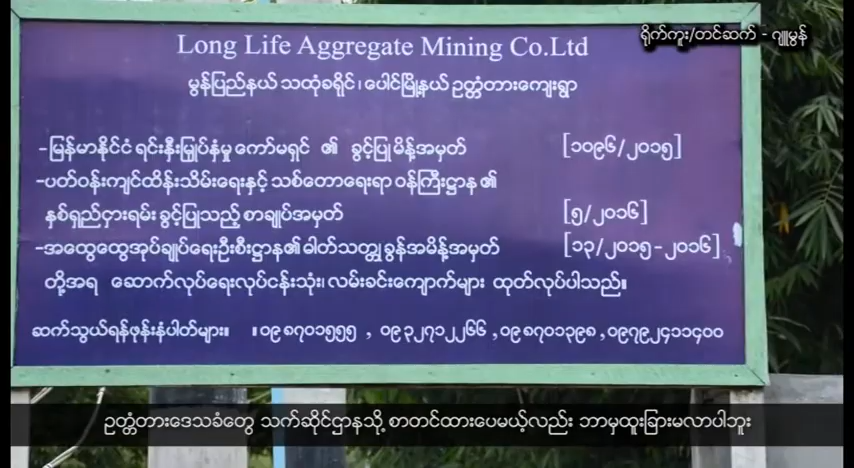 ရိုက်ကူး/တင်ဆက် - ဂျူမွန်
Long Life Aggregate Mining Co.Ltd
မွန်ပြည်နယ် သထုံခရိုင် ၊ ပေါင်မြို့နယ် ဥတ္တံတားကျေးရွာ
-မြန်မာနိုင်ငံ ရင်းနှီးမြှုပ်နှံမှု ကော်မရှင် ၏ ခွင့်ပြုမိန့်အမှတ် [၁၀၉၆/၂၀၁၅]
-ပတ်ဝန်းကျင်ထိန်းသိမ်းရေးနှင့် သစ်တောရေးရာ ဝန်ကြီးဌာန၏
နှစ်ရှည်ငှားရမ်း ခွင့်ပြုသည့် စာချုပ်အမှတ် [၅/၂၀၁၆]
-အထွေထွေအုပ်ချုပ်ရေးဦးစီးဌာန၏ ဓါတ်သတ္တုခွန်အမိန့်အမှတ် [၁၃/၂၀၁၅-၂၀၁၆]
တို့အရ ဆောက်လုပ်ရေးလုပ်ငန်းသုံး၊ လမ်းခင်းကျောက်များ ထုတ်လုပ်ပါသည်။
ဆက်သွယ်ရန်ဖုန်းနံပါတ်များ။ ။၀၉ ၈၇၀၁၅၅၅ , ၀၉ ၃၂၇၁၂၂၆၆ ,၀၉ ၈၇၀၁၃၉၈ ,၀၉၇၉၂၄၁၁၄၀၀
ဥတ္တံတားဒေသခံတွေ သက်ဆိုင်ဌာနသို့ စာတင်ထားပေမယ့်လည်း ဘာမှထူးခြားမလာပါဘူး